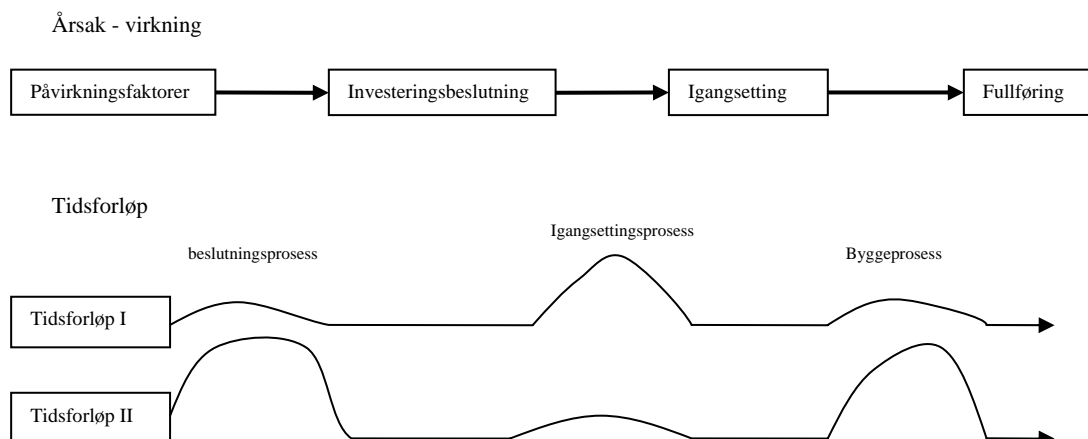 Årsak - virkning
Påvirkningsfaktorer Investeringsbeslutning Igangsetting Fullføring
Tidsforløp
beslutningsprosess Igangsettingsprosess Byggeprosess
Tidsforløp I
Tidsforløp II